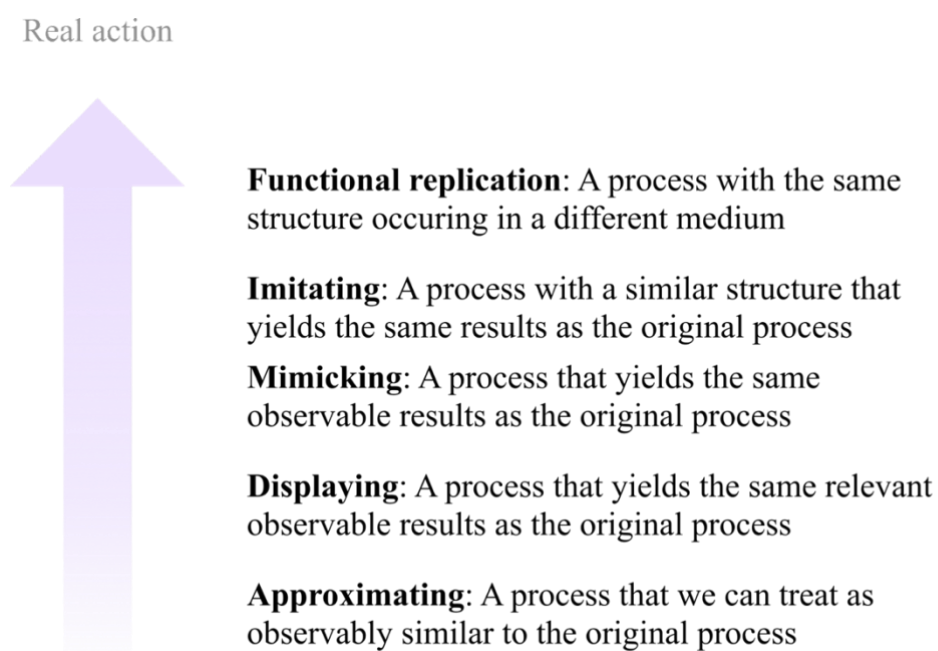 Real action
Functional replication: A process with the same
structure occuring in a different medium
Imitating: A process with a similar structure that
yields the same results as the original process
Mimicking: A process that yields the same
observable results as the original process
Displaying: A process that yields the same relevant
observable results as the original process
Approximating: A process that we can treat as
observably similar to the original process